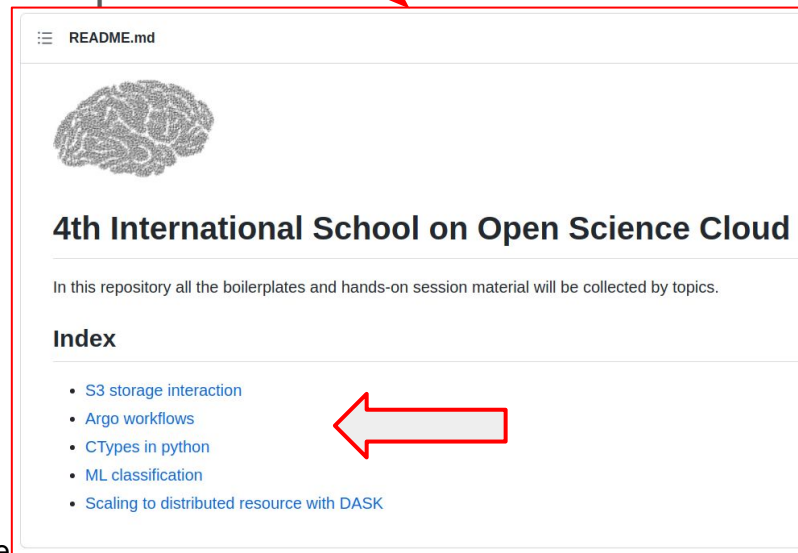 README.md
4th International School on Open Science Cloud
In this repository all the boilerplates and hands-on session material will be collected by topics.
Index
S3 storage interaction
Argo workflows
CTypes in python
ML classification
Scaling to distributed resource with DASK